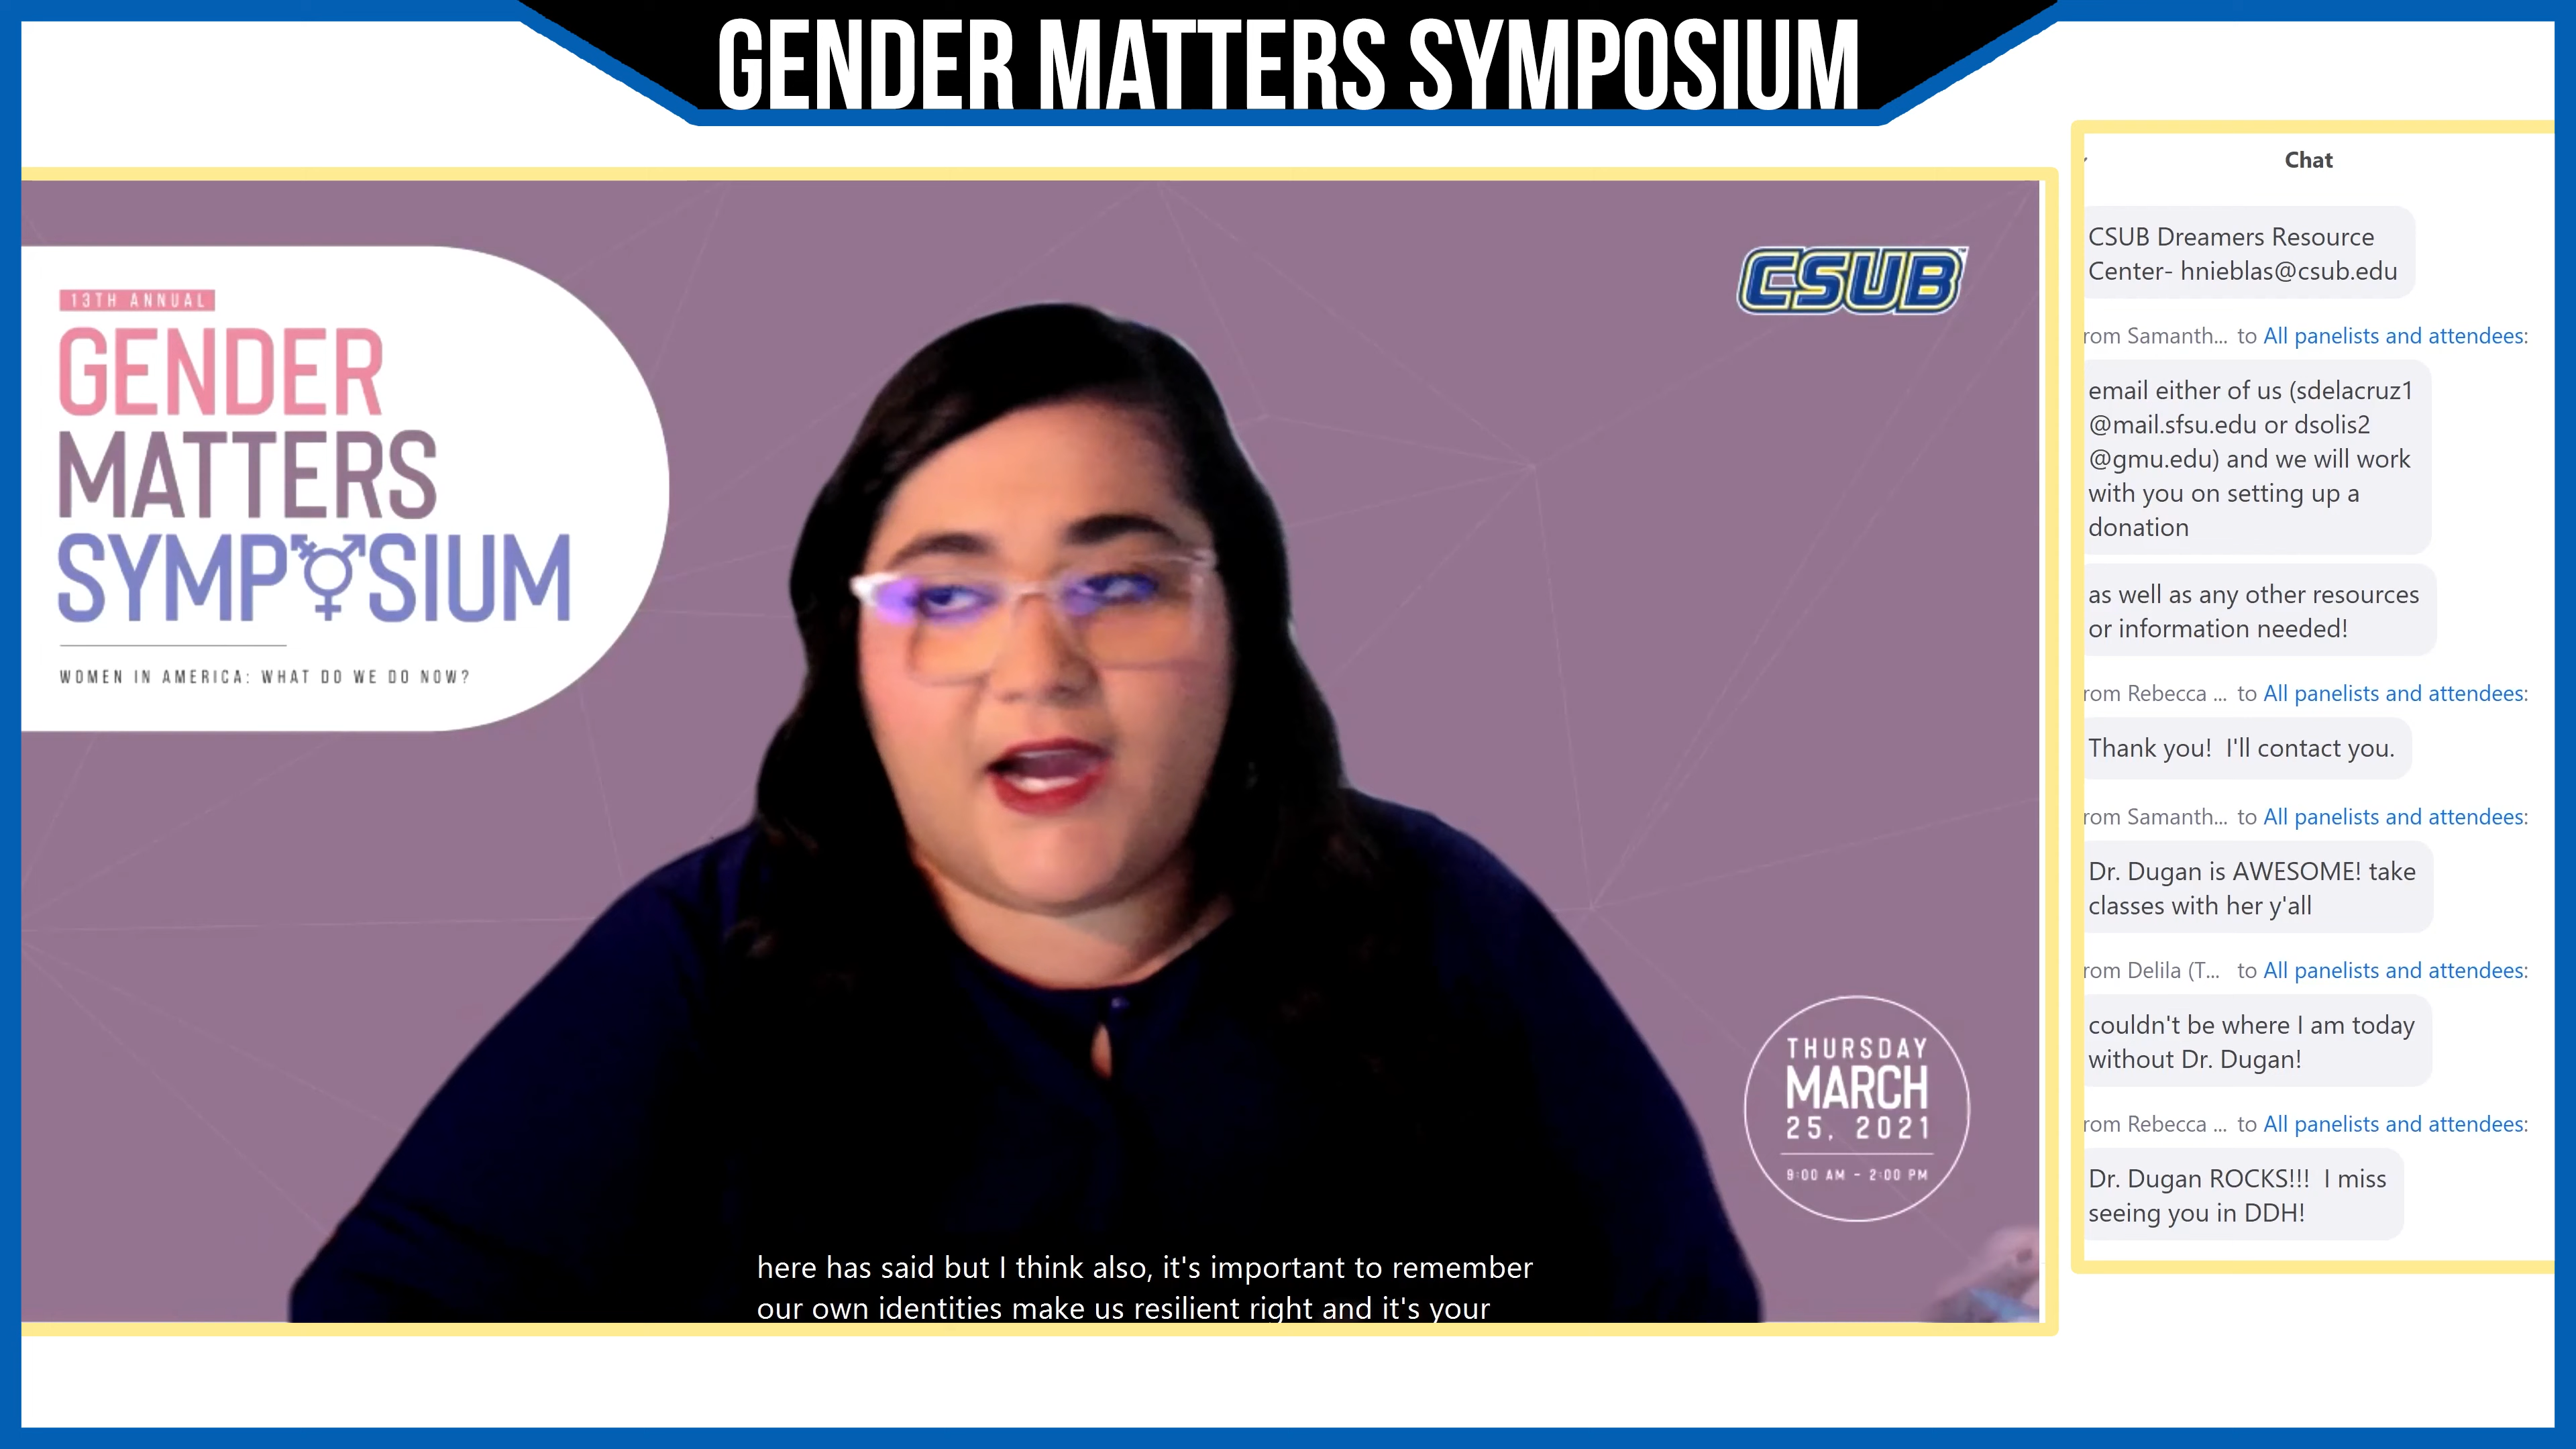 GENDER MATTERS SYMPOSIUM
13TH ANNUAL
GENDER
MATTERS
SYMPOSIUM
WOMEN IN AMERICA: WHAT DO WE DO NOW?
CSUB
™
THURSDAY
MARCH
25, 2021
9:00 AM - 2:00 PM
here has said but I think also, it's important to remember
our own identities make us resilient right and it's your
Chat
CSUB Dreamers Resource
Center- hnieblas@csub.edu
rom Samanth... to All panelists and attendees:
email either of us (sdelacruz1
@mail.sfsu.edu or dsolis2
@gmu.edu) and we will work
with you on setting up a
donation
as well as any other resources
or information needed!
rom Rebecca ... to All panelists and attendees:
Thank you!  I'll contact you.
rom Samanth... to All panelists and attendees:
Dr. Dugan is AWESOME! take
classes with her y'all
rom Delila (T... to All panelists and attendees:
couldn't be where I am today
without Dr. Dugan!
rom Rebecca ... to All panelists and attendees:
Dr. Dugan ROCKS!!!  I miss
seeing you in DDH!